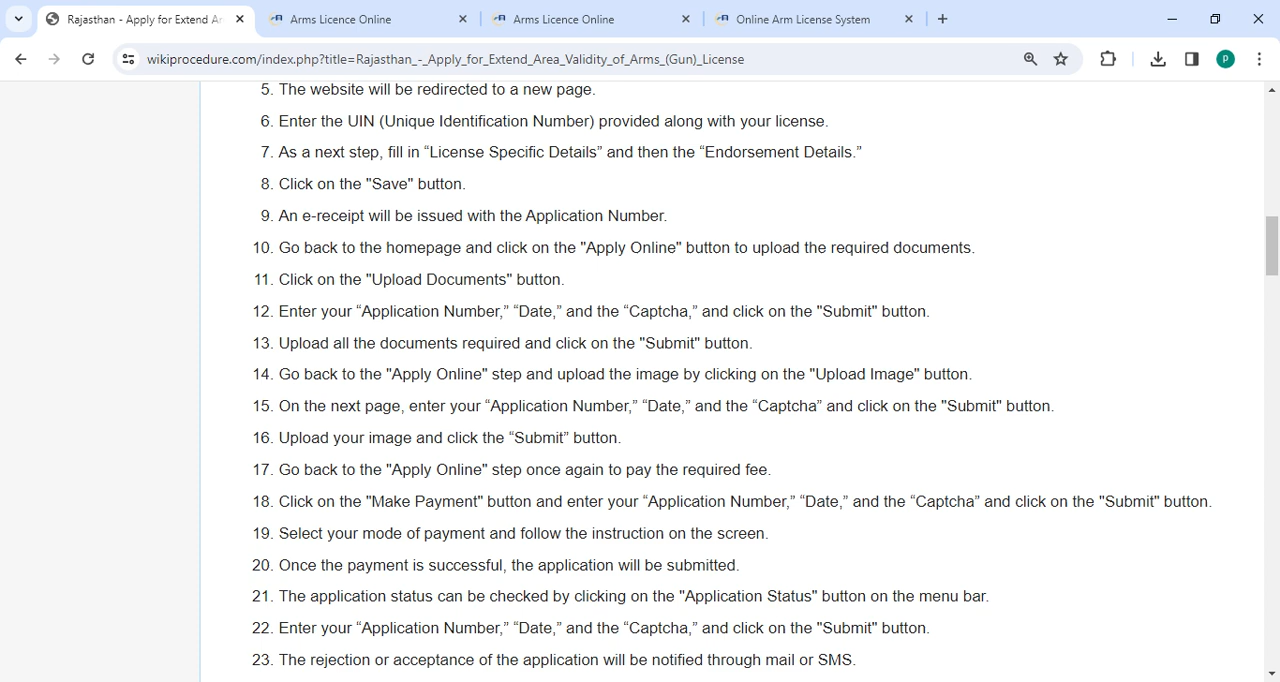 Rajasthan - Apply for Extend Ar
Arms Licence Online
Arms Licence Online
Online Arm License System
wikiprocedure.com/index.php?title=Rajasthan_-_Apply_for_Extend_Area_Validity_of_Arms_(Gun)_License
P
5. The website will be redirected to a new page.
6. Enter the UIN (Unique Identification Number) provided along with your license.
7. As a next step, fill in “License Specific Details” and then the “Endorsement Details.”
8. Click on the "Save" button.
9. An e-receipt will be issued with the Application Number.
10. Go back to the homepage and click on the "Apply Online" button to upload the required documents.
11. Click on the "Upload Documents" button.
12. Enter your “Application Number,” “Date,” and the “Captcha,” and click on the "Submit" button.
13. Upload all the documents required and click on the "Submit" button.
14. Go back to the "Apply Online" step and upload the image by clicking on the "Upload Image" button.
15. On the next page, enter your “Application Number,” “Date,” and the “Captcha” and click on the "Submit" button.
16. Upload your image and click the “Submit” button.
17. Go back to the "Apply Online" step once again to pay the required fee.
18. Click on the "Make Payment" button and enter your “Application Number,” “Date,” and the “Captcha” and click on the "Submit" button.
19. Select your mode of payment and follow the instruction on the screen.
20. Once the payment is successful, the application will be submitted.
21. The application status can be checked by clicking on the "Application Status" button on the menu bar.
22. Enter your “Application Number,” “Date,” and the “Captcha,” and click on the "Submit" button.
23. The rejection or acceptance of the application will be notified through mail or SMS.